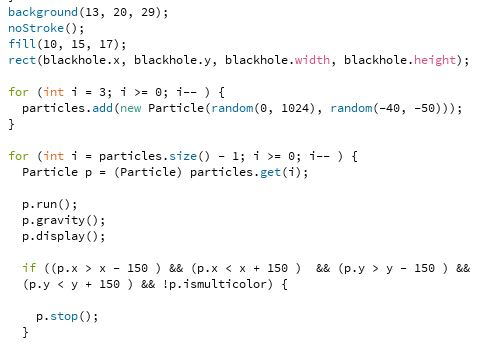 }
background(13, 20, 29);
noStroke();
fill(10, 15, 17);
rect(blackhole.x, blackhole.y, blackhole.width, blackhole.height);
for (int i = 3; i >= 0; i-- ) {
particles.add(new Particle(random(0, 1024), random(-40, -50)));
}
for (int i = particles.size() - 1; i >= 0; i-- ) {
Particle p = (Particle) particles.get(i);
p.run();
p.gravity();
p.display();
if ((p.x > x - 150 ) && (p.x < x + 150 )  && (p.y > y - 150 ) &&
(p.y < y + 150 ) && !p.ismulticolor) {
p.stop();
}